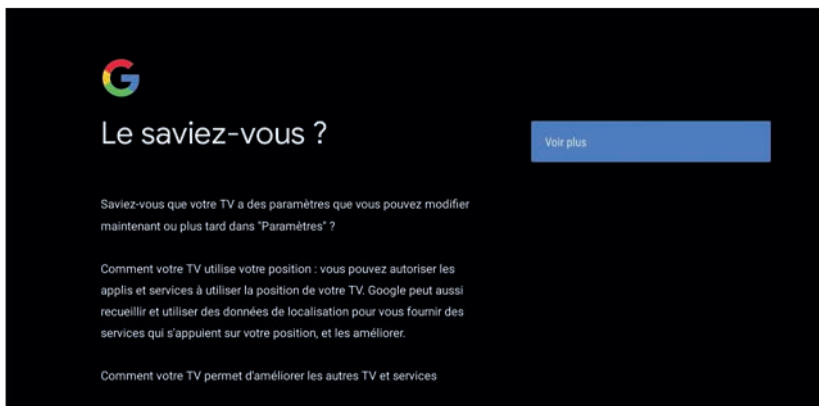 Le saviez-vous ?
Voir plus
Saviez-vous que votre TV a des paramètres que vous pouvez modifier
maintenant ou plus tard dans "Paramètres" ?
Comment votre TV utilise votre position : vous pouvez autoriser les
applis et services à utiliser la position de votre TV. Google peut aussi
recueillir et utiliser des données de localisation pour vous fournir des
services qui s'appuient sur votre position, et les améliorer.
Comment votre TV permet d'améliorer les autres TV et services